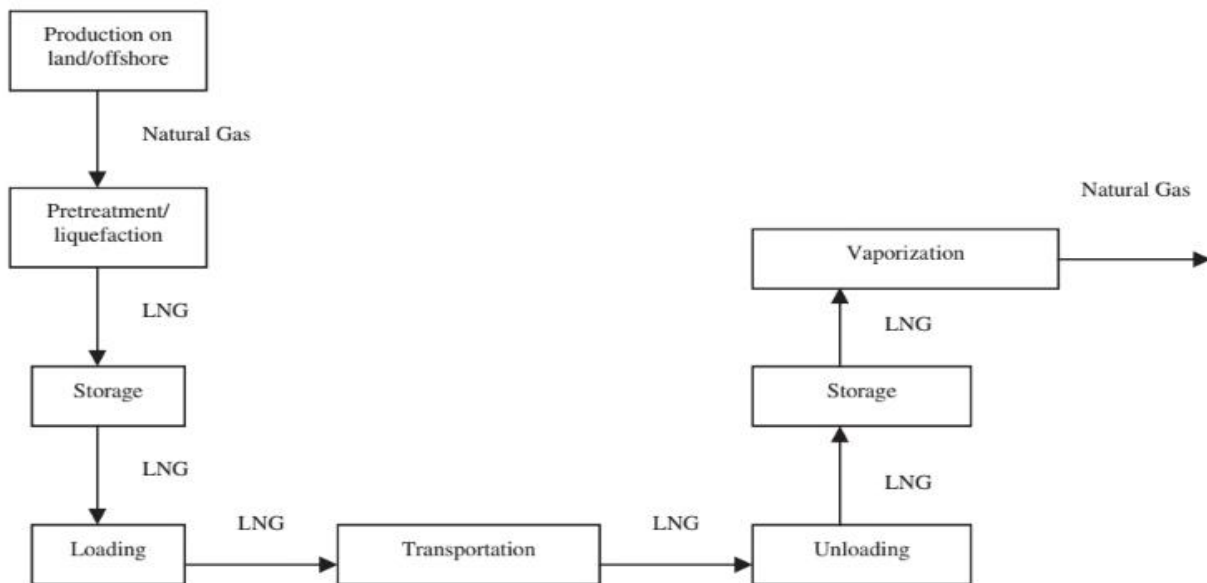 Production on
land/offshore
Natural Gas
Pretreatment/
liquefaction
LNG
Storage
LNG
Loading
LNG
Transportation
LNG
Unloading
LNG
Storage
LNG
Vaporization
Natural Gas